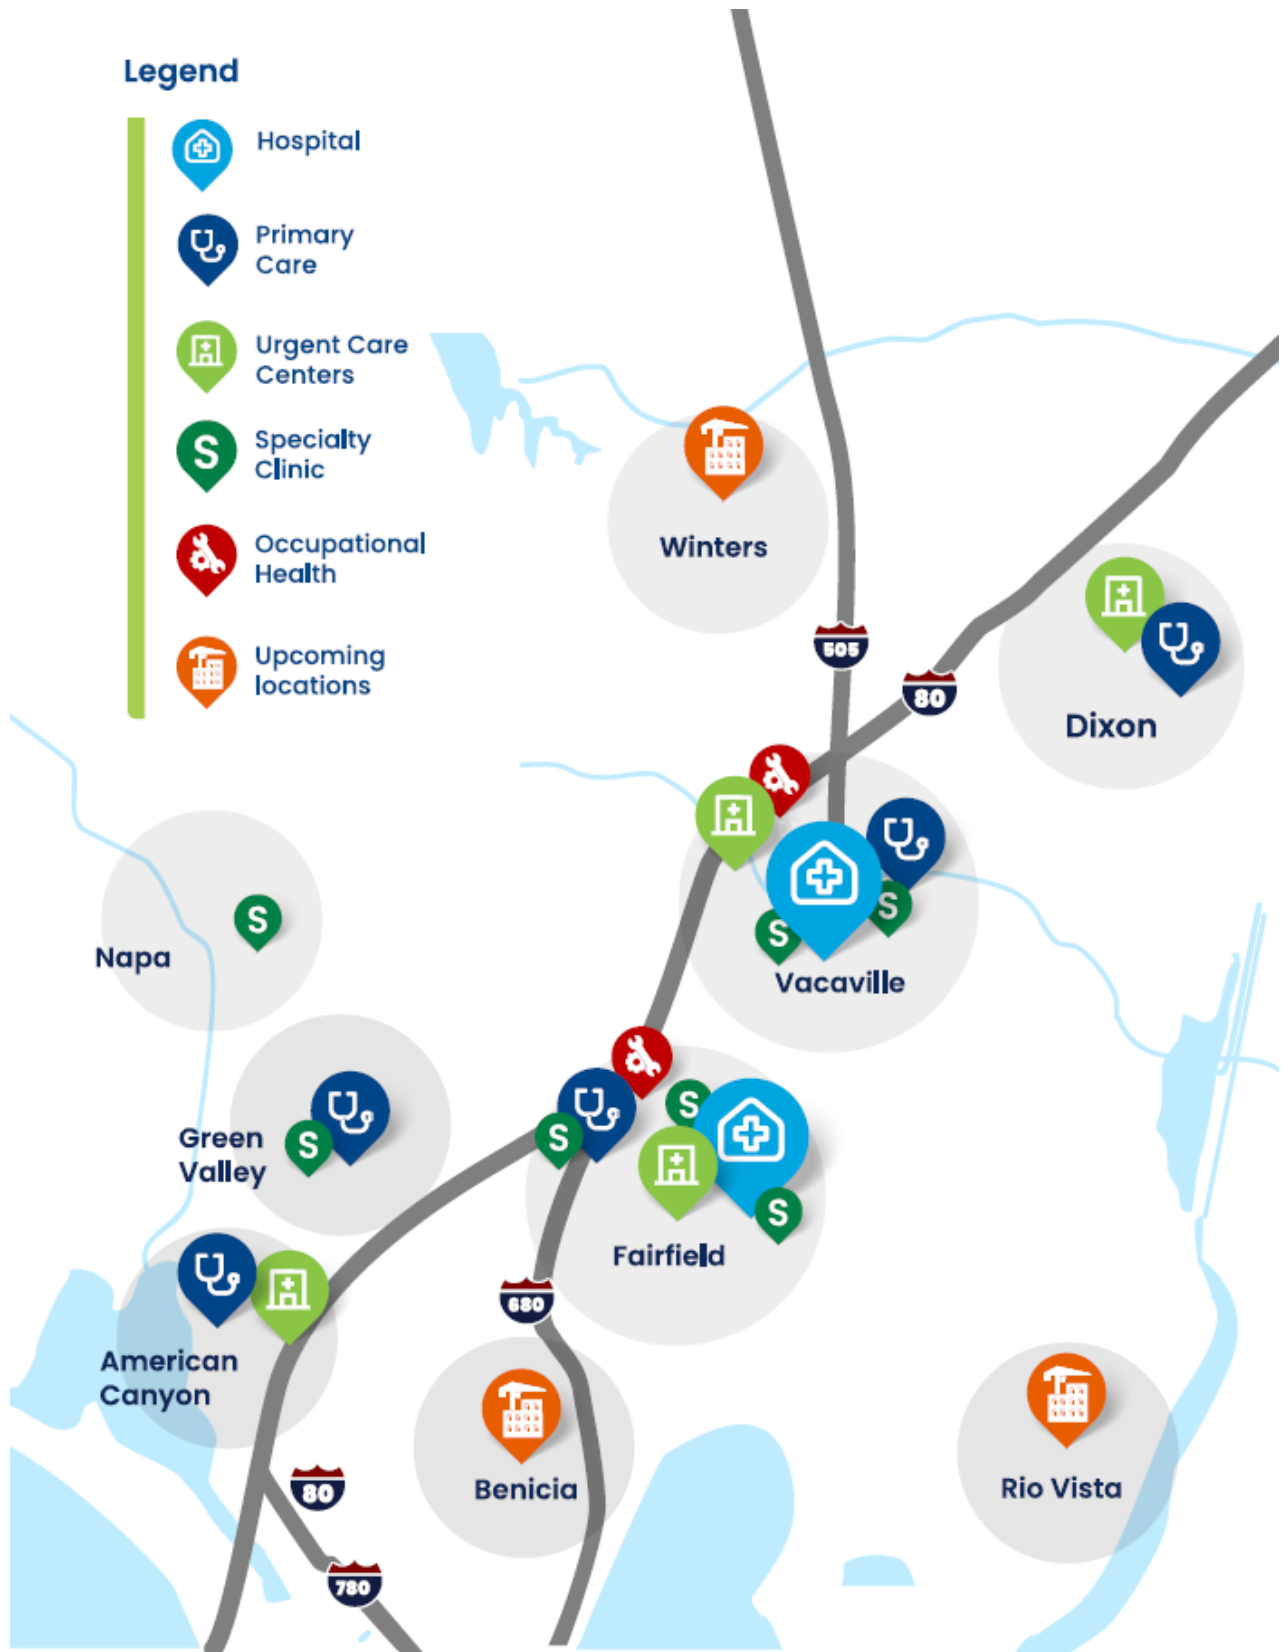 Legend
Hospital
Primary
Care
Urgent Care
Centers
S
Specialty
Clinic
Occupational
Health
Upcoming
locations
Winters
505
80
Dixon
S
S
Vacaville
S
Napa
S
S
S
Green
Valley
S
Fairfield
680
American
Canyon
80
Benicia
Rio Vista
780